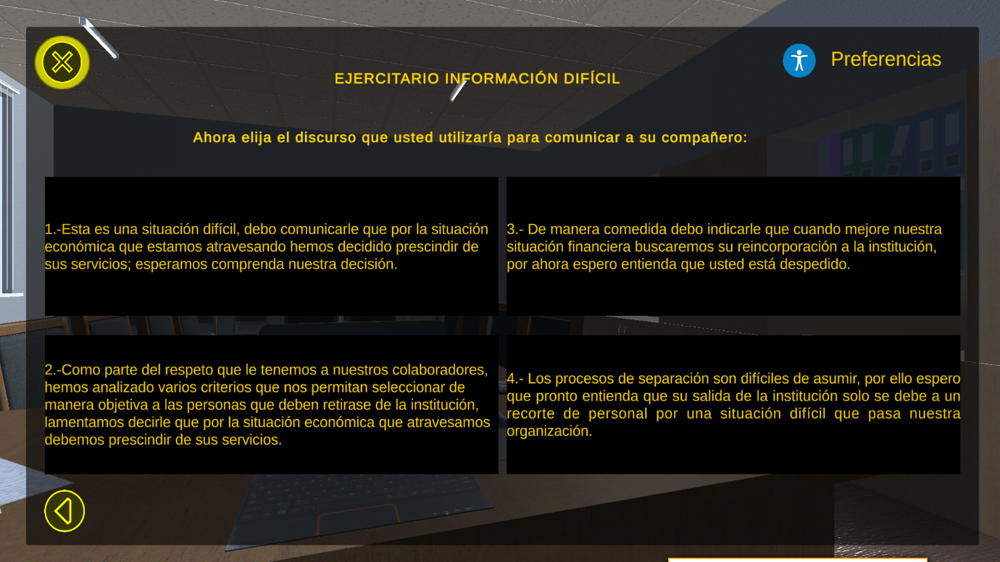 Preferencias
EJERCITARIO INFORMACIÓN DIFÍCIL
Ahora elija el discurso que usted utilizaría para comunicar a su compañero:
1.-Esta es una situación difícil, debo comunicarle que por la situación
económica que estamos atravesando hemos decidido prescindir de
sus servicios; esperamos comprenda nuestra decisión.
2.-Como parte del respeto que le tenemos a nuestros colaboradores,
hemos analizado varios criterios que nos permitan seleccionar de
manera objetiva a las personas que deben retirase de la institución,
lamentamos decirle que por la situación económica que atravesamos
debemos prescindir de sus servicios.
3.- De manera comedida debo indicarle que cuando mejore nuestra
situación financiera buscaremos su reincorporación a la institución,
por ahora espero entienda que usted está despedido.
4.- Los procesos de separación son difíciles de asumir, por ello espero
que pronto entienda que su salida de la institución solo se debe a un
recorte de personal por una situación difícil que pasa nuestra
organización.